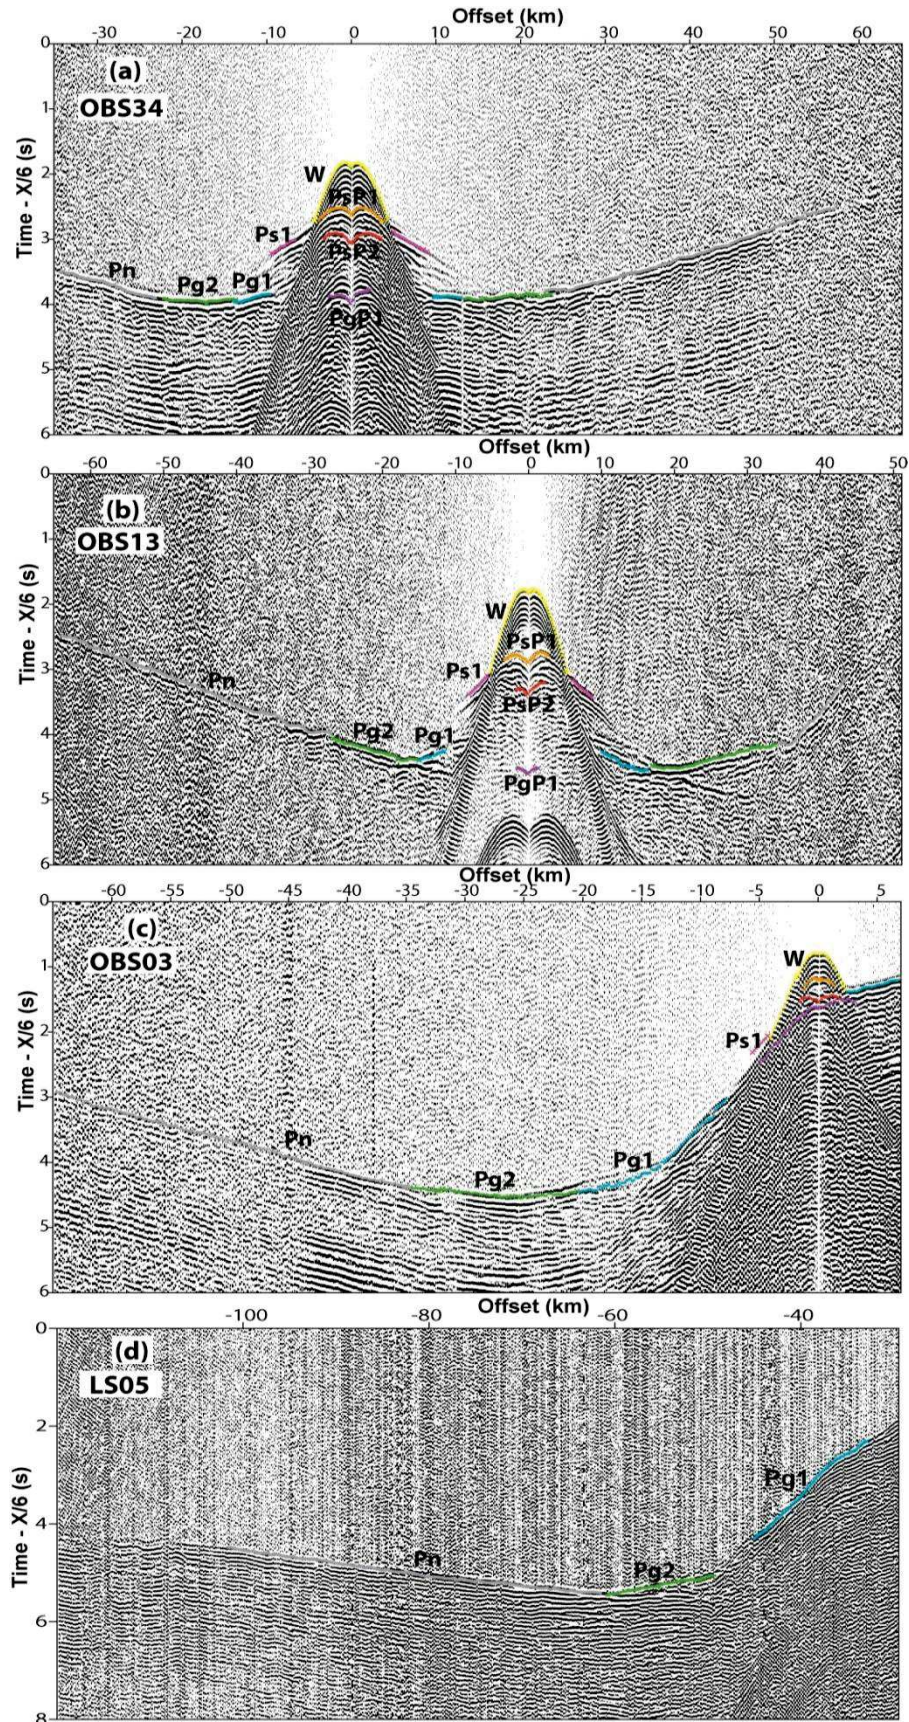 Offset (km)
-30 -20 -10 0 10 20 30 40 50 60
0
(a)
OBS34
1
2
W
PsP1
Time - X/6 (s)
3
Ps1
PsP2
Pn
Pg2
Pg1
4
PgP1
5
6
Offset (km)
-60 -50 -40 -30 -20 -10 0 10 20 30 40 50
0
(b)
OBS13
1
2
W
PsP1
Time - X/6 (s)
3
Ps1
Pn
PsP2
Pg2
Pg1
4
PgP1
5
6
Offset (km)
-60 -55 -50 -45 -40 -35 -30 -25 -20 -15 -10 -5 0 5
0
(c)
OBS03
W
1
2
Ps1
Time - X/6 (s)
3
Pn
Pg1
4
Pg2
5
6
Offset (km)
-100 -80 -60 -40
0
(d)
LS05
2
Pg1
Time - X/6 (s)
4
Pn
Pg2
6
8